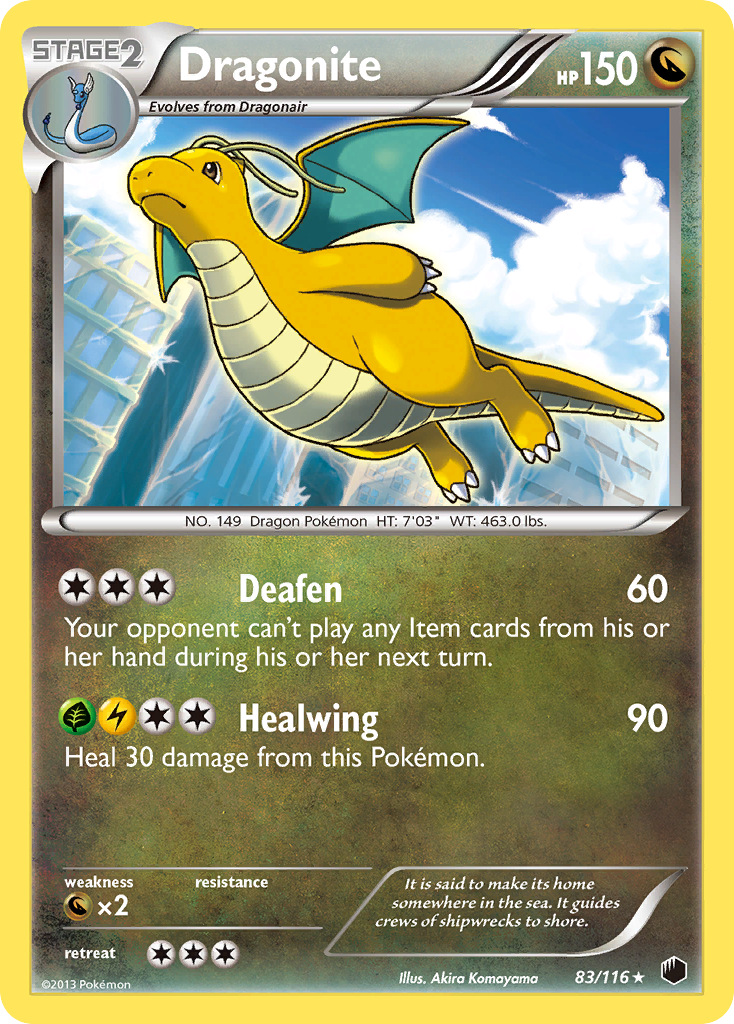 STAGE2
Dragonite
HP150
Evolves from Dragonair
NO. 149 Dragon Pokémon HT: 7'03" WT: 463.0 lbs.
Deafen 60
Your opponent can't play any Item cards from his or
her hand during his or her next turn.
Healwing 90
Heal 30 damage from this Pokémon.
weakness resistance
×2
retreat
It is said to make its home
somewhere in the sea. It guides
crews of shipwrecks to shore.
Illus. Akira Komayama 83/116★
©2013 Pokémon